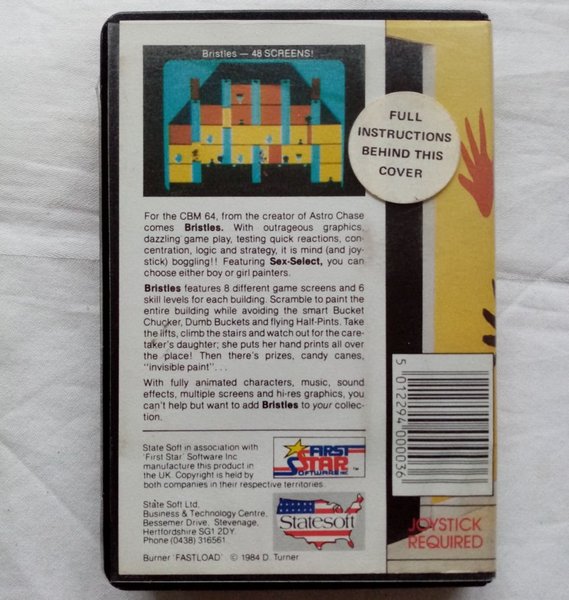 Bristles — 48 SCREENS!
FULL
INSTRUCTIONS
BEHIND THIS
COVER
For the CBM 64, from the creator of Astro Chase
comes Bristles. With outrageous graphics,
dazzling game play, testing quick reactions, con-
centration, logic and strategy, it is mind (and joy-
stick) boggling!! Featuring Sex-Select, you can
choose either boy or girl painters.
Bristles features 8 different game screens and 6
skill levels for each building. Scramble to paint the
entire building while avoiding the smart Bucket
Chucker, Dumb Buckets and flying Half-Pints. Take
the lifts, climb the stairs and watch out for the care-
taker's daughter; she puts her hand prints all over
the place! Then there's prizes, candy canes,
"invisible paint"...
With fully animated characters, music, sound
effects, multiple screens and hi-res graphics, you
can't help but want to add Bristles to your collec-
tion.
State Soft in association with
'First Star' Software Inc
manufacture this product in
the UK. Copyright is held by
both companies in their respective territories.
FIRST
STAR
SOFTWARE INC.
TM
State Soft Ltd.
Business & Technology Centre,
Bessemer Drive, Stevenage,
Hertfordshire SG1 2DY
Phone (0438) 316561.
Statesoft
Burner 'FASTLOAD' © 1984 D. Turner
5 012294 000036
JOYSTICK
REQUIRED